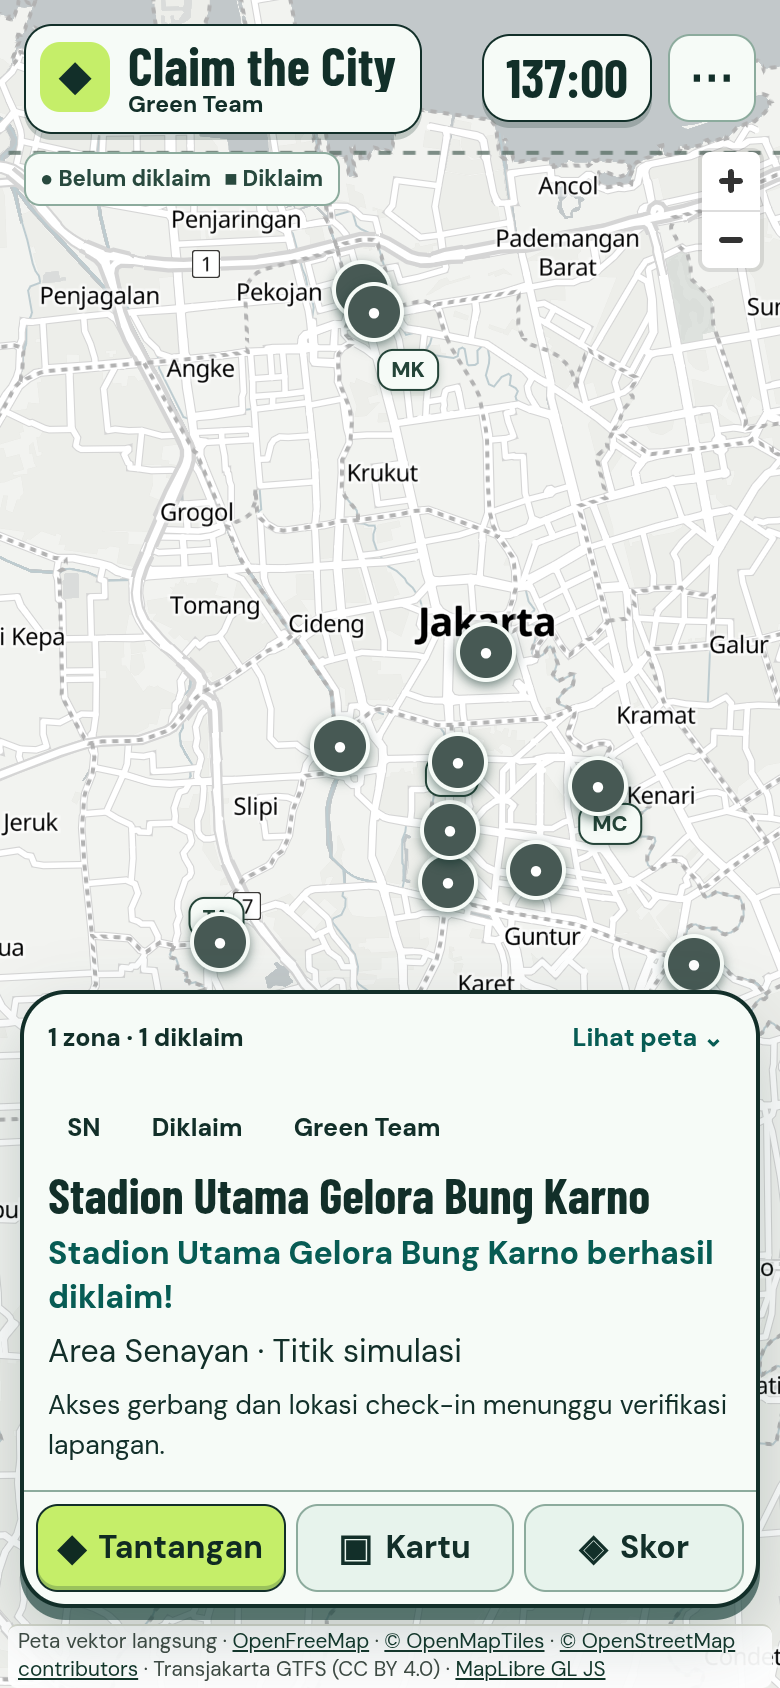 Claim the City
Green Team
137:00
...
● Belum diklaim ■ Diklaim
+
−
Ancol
Penjaringan
Pademangan
Barat
1
Penjagalan
Pekojan
Sur
Angke
MK
Krukut
Grogol
Tomang
Cideng
Jakarta
i Kepa
Galur
Kramat
Slipi
Kenari
Jeruk
MC
7
Guntur
ua
Karet
1 zona · 1 diklaim
Lihat peta ⌄
SN Diklaim Green Team
Stadion Utama Gelora Bung Karno
Stadion Utama Gelora Bung Karno berhasil
diklaim!
Area Senayan · Titik simulasi
Akses gerbang dan lokasi check-in menunggu verifikasi
lapangan.
◆ Tantangan
▣ Kartu
◈ Skor
Peta vektor langsung · OpenFreeMap · © OpenMapTiles · © OpenStreetMap
contributors · Transjakarta GTFS (CC BY 4.0) · MapLibre GL JS